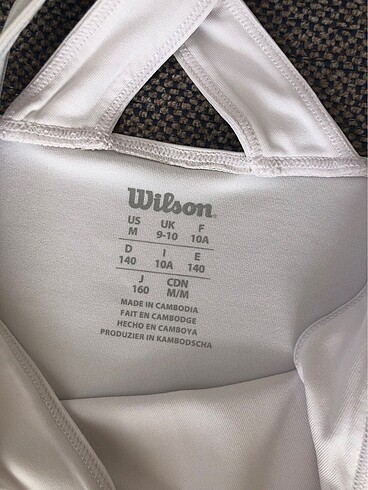 Wilson
US UK F
M 9-10 10A
D I E
140 10A 140
J CDN
160 M/M
MADE IN CAMBODIA
FAIT EN CAMBODGE
HECHO EN CAMBOYA
PRODUZIER IN KAMBODSCHA